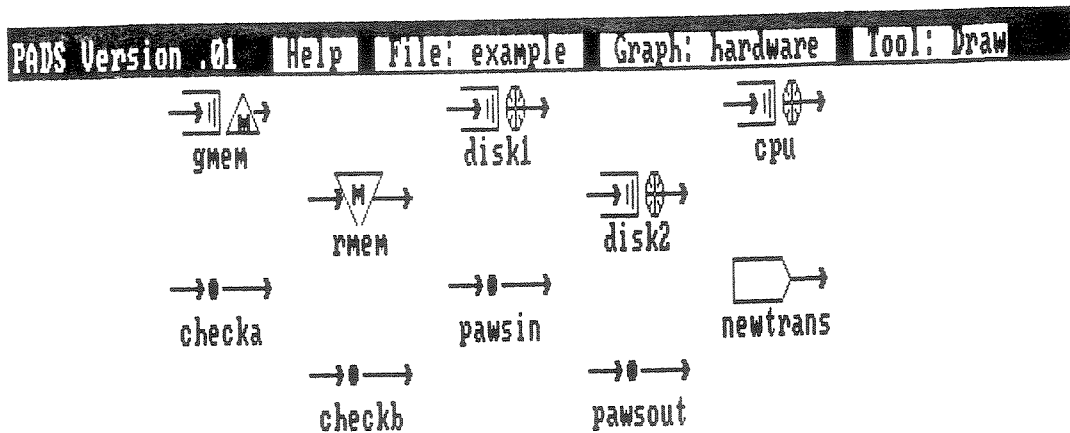 PADS Version .01 Help File: example Graph: hardware Tool: Draw
M M
gmem disk1 cpu
M
rmem disk2
checka pawsin newtrans
checkb pawsout